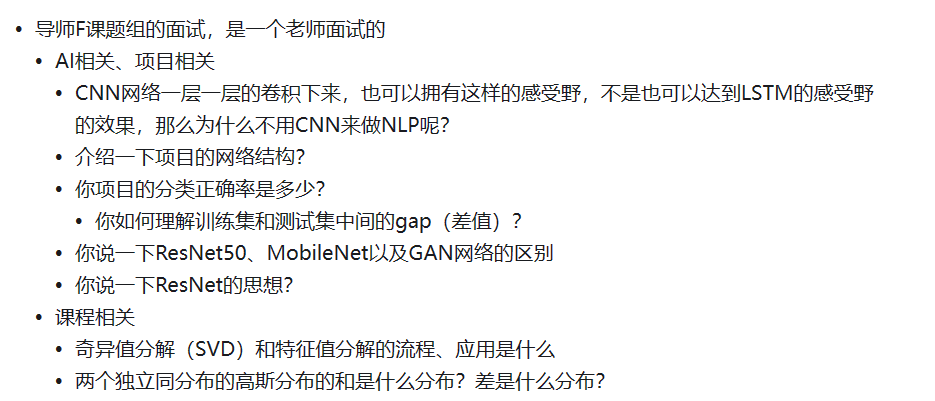 导师F课题组的面试，是一个老师面试的
AI相关、项目相关
CNN网络一层一层的卷积下来，也可以拥有这样的感受野，不是也可以达到LSTM的感受野
的效果，那么为什么不用CNN来做NLP呢？
介绍一下项目的网络结构？
你项目的分类正确率是多少？
你如何理解训练集和测试集中间的gap（差值）？
你说一下ResNet50、MobileNet以及GAN网络的区别
你说一下ResNet的思想？
课程相关
奇异值分解（SVD）和特征值分解的流程、应用是什么
两个独立同分布的高斯分布的和是什么分布？差是什么分布？